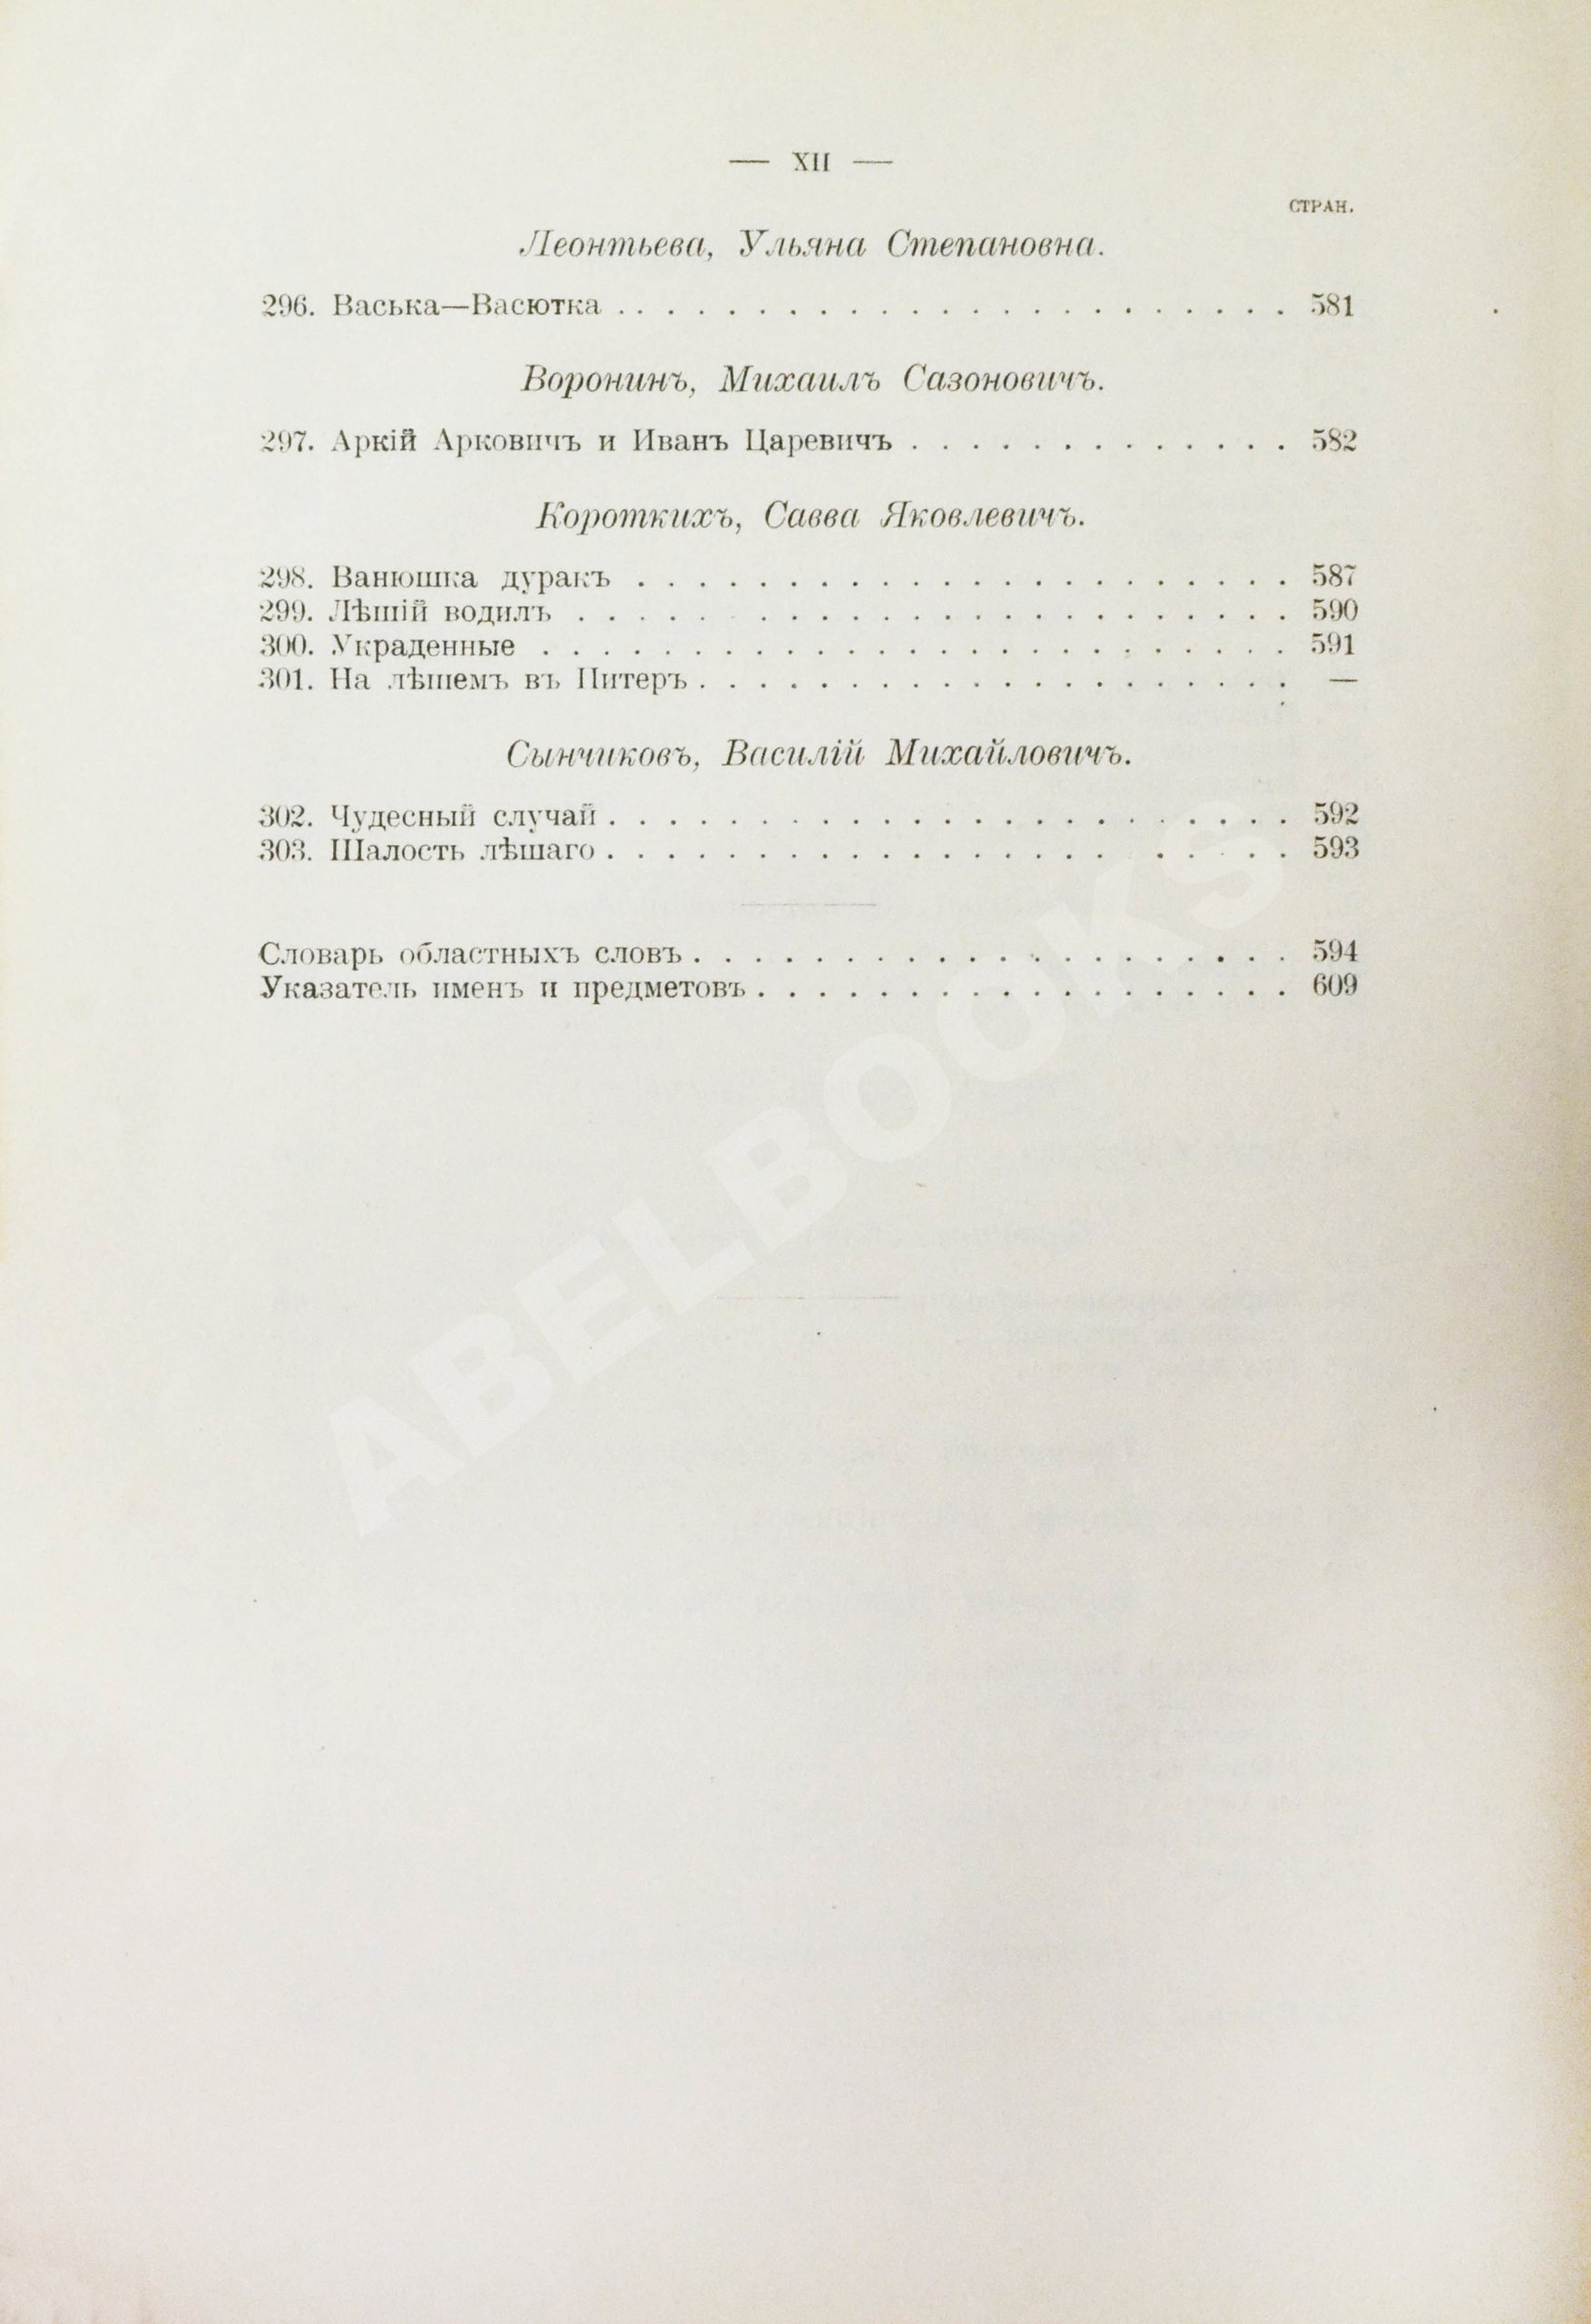 — XII —
СТРАН.
Леонтьева, Ульяна Степановна.
296. Васька—Васютка . . . . . . . . . . . . . . . . . . . . . . . 581
Воронинъ, Михаилъ Сазоновичъ.
297. Аркій Арковичъ и Иванъ Царевичъ . . . . . . . . . . . . . 582
Коротких​ъ, Савва Яковлевичъ.
298. Ванюшка дуракъ . . . . . . . . . . . . . . . . . . . . . . 587
299. Лѣшій водилъ . . . . . . . . . . . . . . . . . . . . . . . 590
300. Украденные . . . . . . . . . . . . . . . . . . . . . . . . . 591
301. На лѣшемъ въ Питеръ . . . . . . . . . . . . . . . . . . . . —
Сынчиковъ, Василій Михайловичъ.
302. Чудесный случай . . . . . . . . . . . . . . . . . . . . . . . 592
303. Шалость лѣшаго . . . . . . . . . . . . . . . . . . . . . . 593
Словарь областныхъ словъ . . . . . . . . . . . . . . . . . . . . 594
Указатель именъ и предметовъ . . . . . . . . . . . . . . . . . . 609
ABELBOOKS